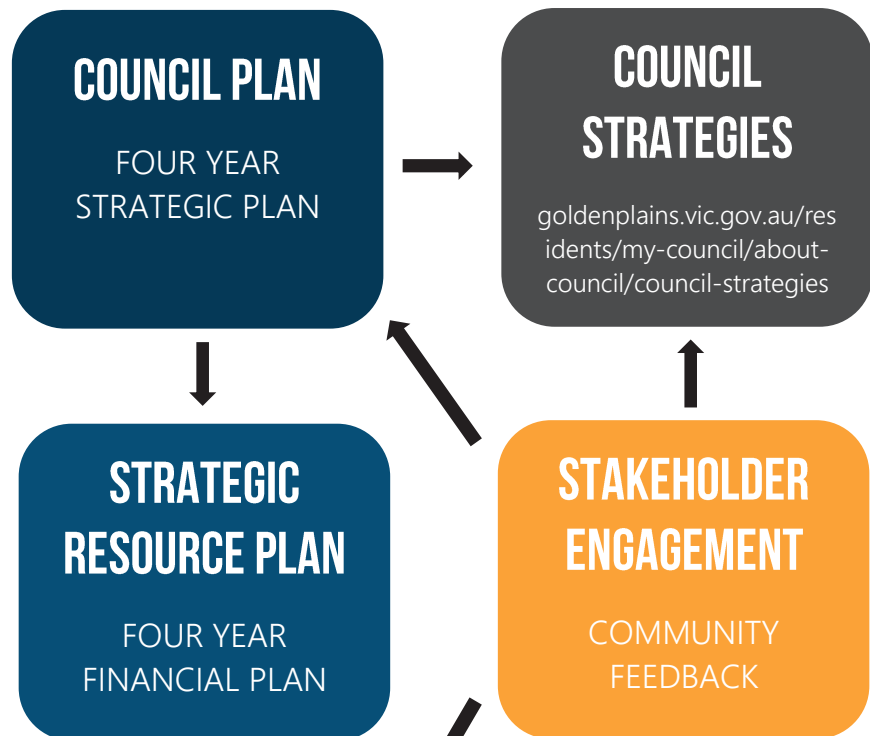 COUNCIL PLAN
FOUR YEAR
STRATEGIC PLAN
COUNCIL
STRATEGIES
goldenplains.vic.gov.au/res
idents/my-council/about-
council/council-strategies
STRATEGIC
RESOURCE PLAN
FOUR YEAR
FINANCIAL PLAN
STAKEHOLDER
ENGAGEMENT
COMMUNITY
FEEDBACK